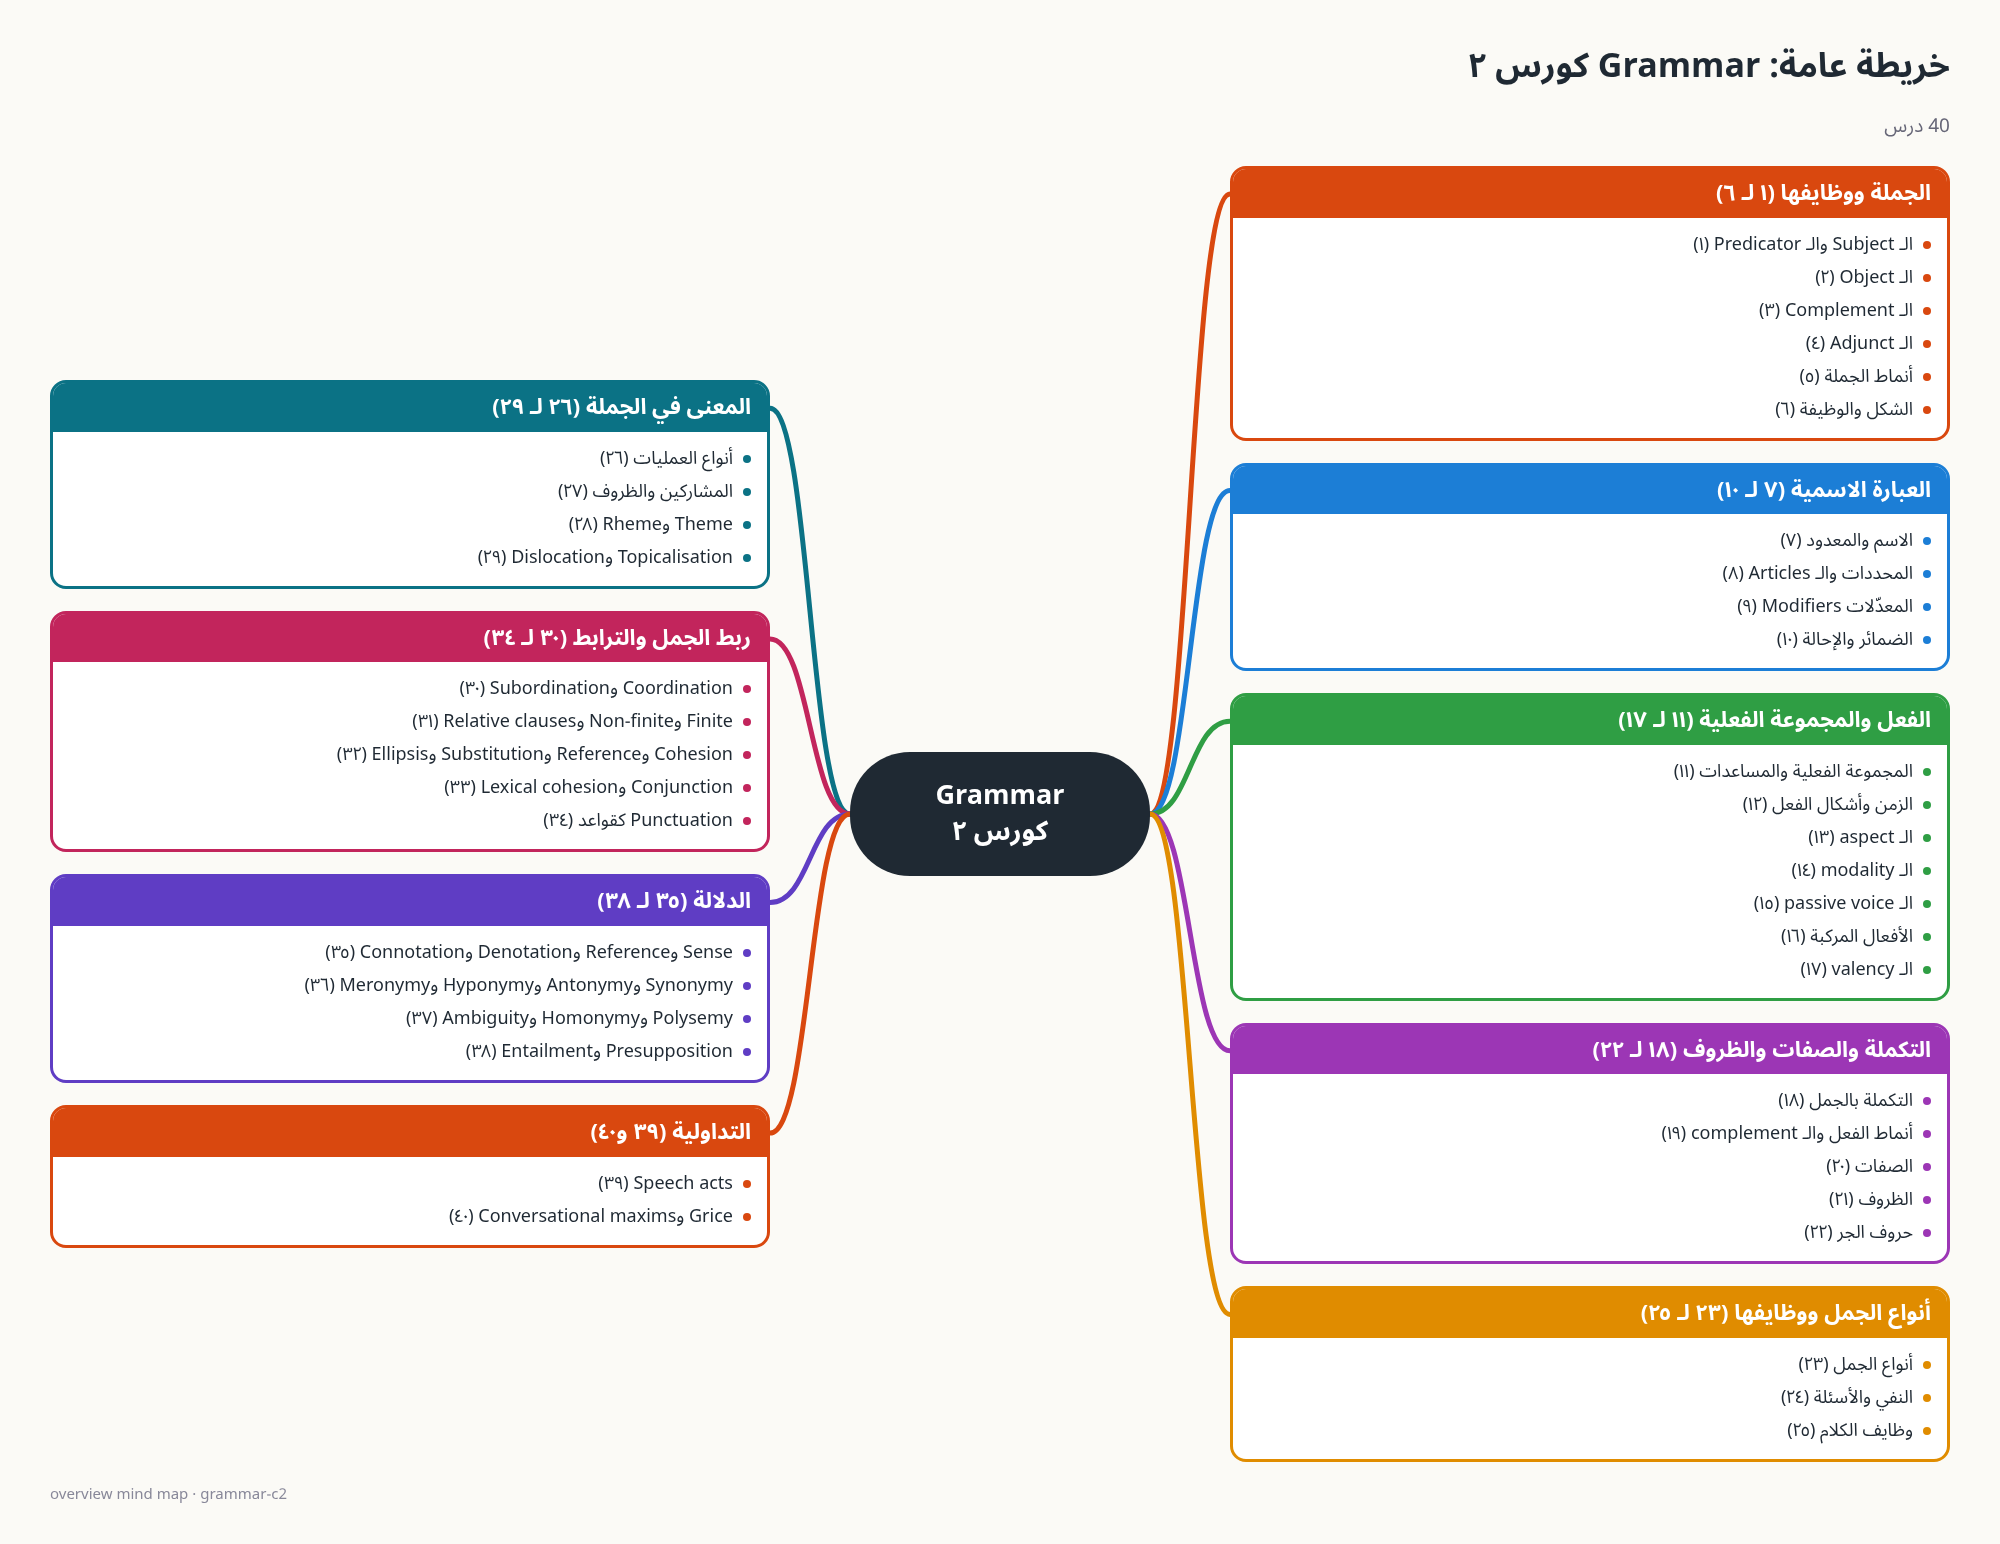 خريطة عامة: Grammar كورس ٢
40 درس
الجملة ووظايفها (١ لـ ٦)
الـ Subject والـ Predicator (١)
الـ Object (٢)
الـ Complement (٣)
الـ Adjunct (٤)
أنماط الجملة (٥)
الشكل والوظيفة (٦)
العبارة الاسمية (٧ لـ ١٠)
الاسم والمعدود (٧)
المحددات والـ Articles (٨)
المعدّلات Modifiers (٩)
الضمائر والإحالة (١٠)
الفعل والمجموعة الفعلية (١١ لـ ١٧)
المجموعة الفعلية والمساعدات (١١)
الزمن وأشكال الفعل (١٢)
الـ aspect (١٣)
الـ modality (١٤)
الـ passive voice (١٥)
الأفعال المركبة (١٦)
الـ valency (١٧)
التكملة والصفات والظروف (١٨ لـ ٢٢)
التكملة بالجمل (١٨)
أنماط الفعل والـ complement (١٩)
الصفات (٢٠)
الظروف (٢١)
حروف الجر (٢٢)
أنواع الجمل ووظايفها (٢٣ لـ ٢٥)
أنواع الجمل (٢٣)
النفي والأسئلة (٢٤)
وظايف الكلام (٢٥)
Grammar
كورس ٢
المعنى في الجملة (٢٦ لـ ٢٩)
أنواع العمليات (٢٦)
المشاركين والظروف (٢٧)
Theme وRheme (٢٨)
Topicalisation وDislocation (٢٩)
ربط الجمل والترابط (٣٠ لـ ٣٤)
Coordination وSubordination (٣٠)
Finite وNon-finite وRelative clauses (٣١)
Cohesion وReference وSubstitution وEllipsis (٣٢)
Conjunction وLexical cohesion (٣٣)
Punctuation كقواعد (٣٤)
الدلالة (٣٥ لـ ٣٨)
Sense وReference وDenotation وConnotation (٣٥)
Synonymy وAntonymy وHyponymy وMeronymy (٣٦)
Polysemy وHomonymy وAmbiguity (٣٧)
Presupposition وEntailment (٣٨)
التداولية (٣٩ و٤٠)
Speech acts (٣٩)
Grice وConversational maxims (٤٠)
overview mind map · grammar-c2